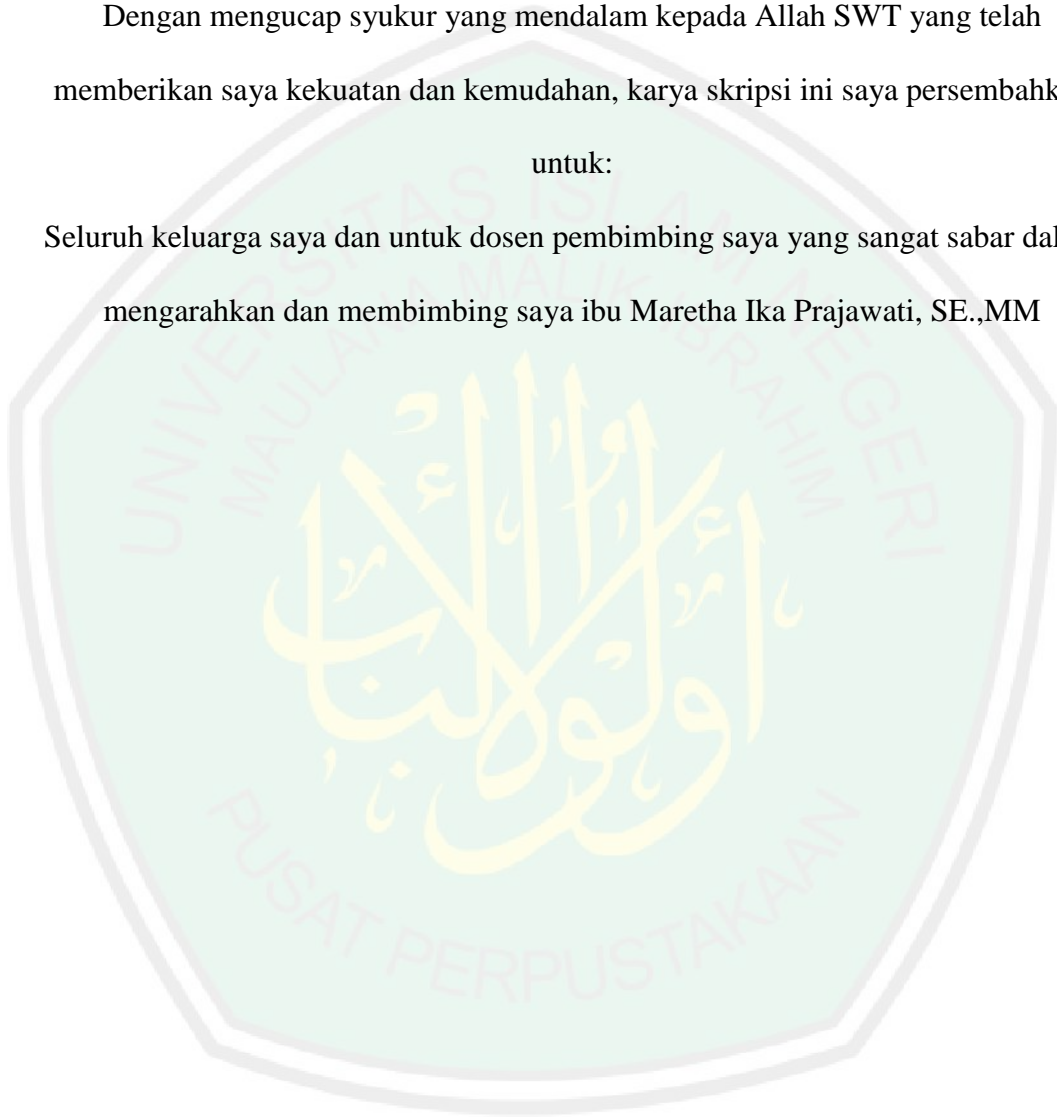 Dengan mengucap syukur yang mendalam kepada Allah SWT yang telah
memberikan saya kekuatan dan kemudahan, karya skripsi ini saya persembahk
untuk:
Seluruh keluarga saya dan untuk dosen pembimbing saya yang sangat sabar dal
mengarahkan dan membimbing saya ibu Maretha Ika Prajawati, SE.,MM
UNIVERSITAS ISLAM NEGERI
MAULANA MALIK IBRAHIM
أولو الألباب
PUSAT PERPUSTAKAAN